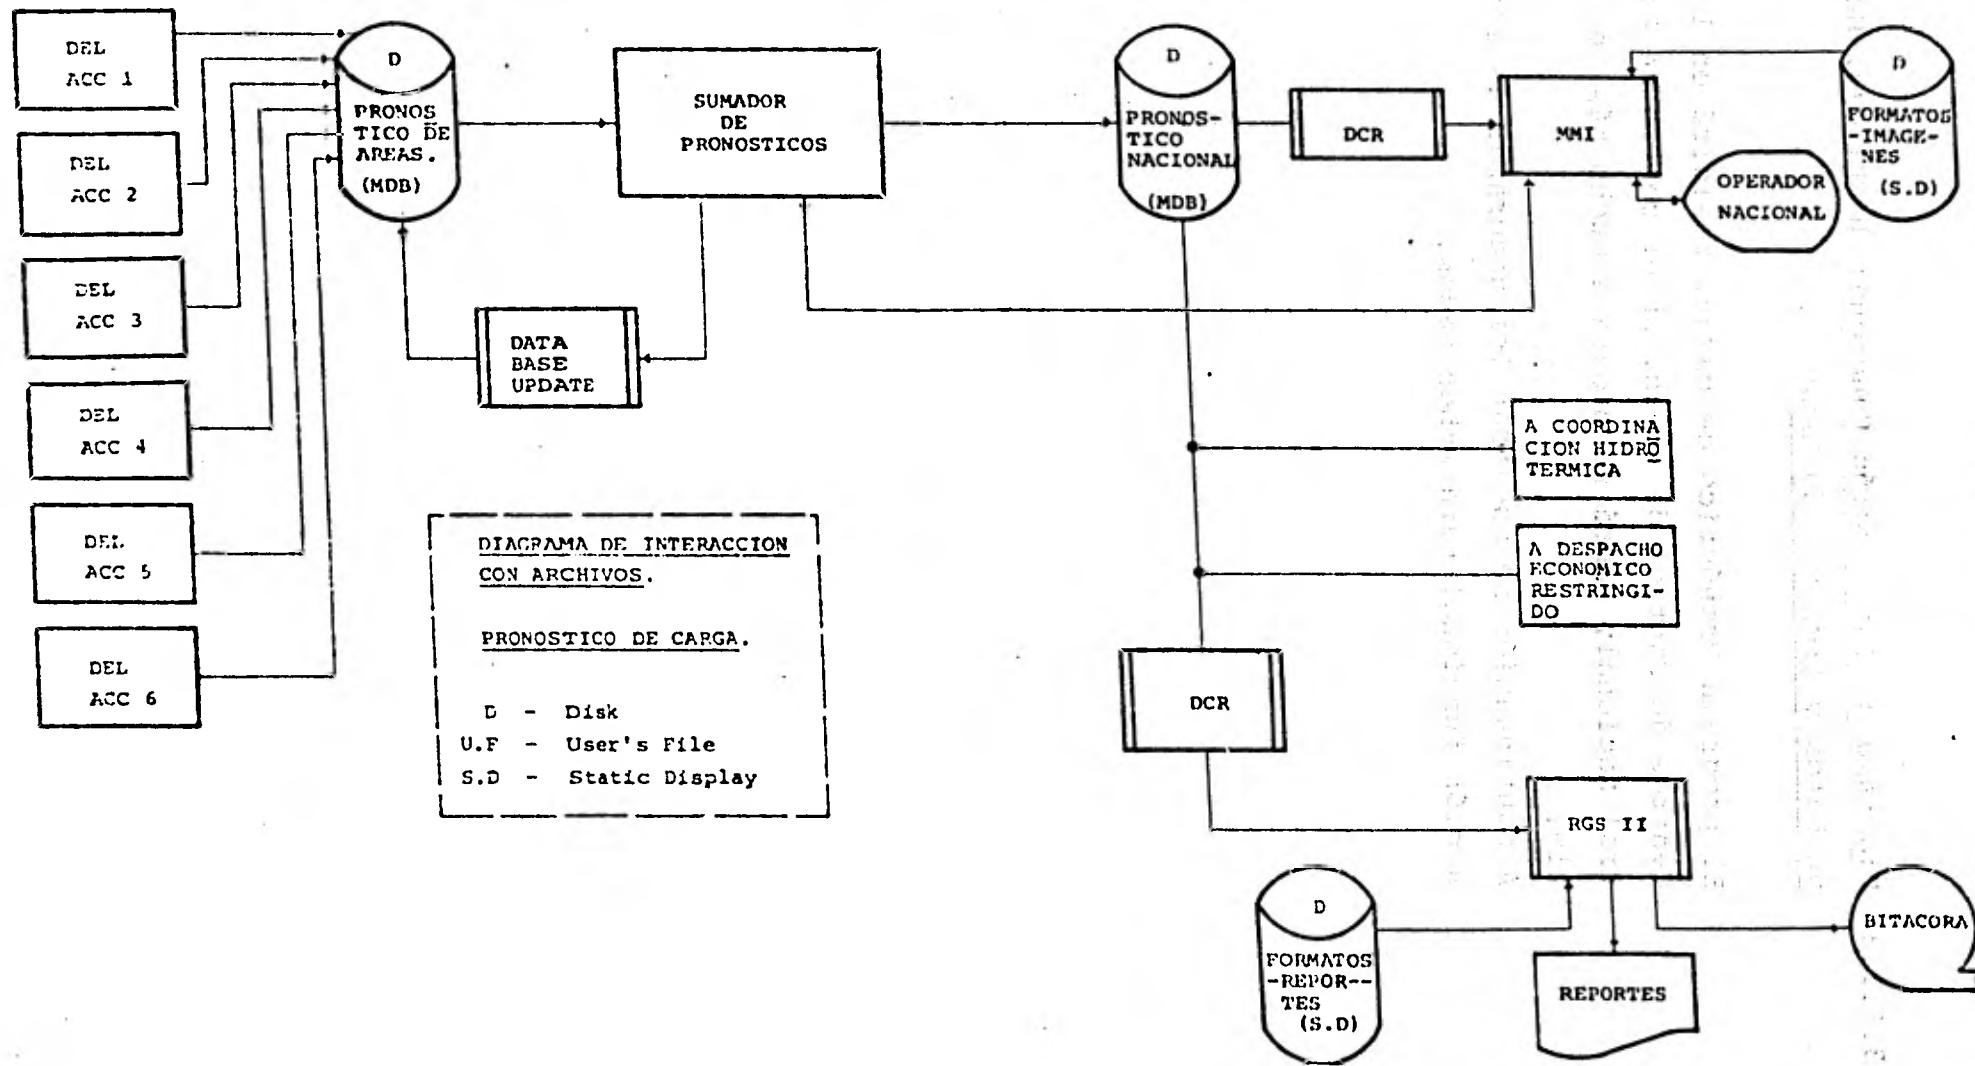 DEL
ACC 1
DEL
ACC 2
DEL
ACC 3
DEL
ACC 4
DEL
ACC 5
DEL
ACC 6
D
PRONOS
TICO DE
AREAS.
(MDB)
SUMADOR
DE
PRONOSTICOS
DATA
BASE
UPDATE
D
PRONOS-
TICO
NACIONAL
(MDB)
DCR
MMI
D
FORMATOS
-IMAGE-
NES
(S.D)
OPERADOR
NACIONAL
A COORDINA
CION HIDRO
TERMICA
A DESPACHO
ECONOMICO
RESTRINGI-
DO
DIAGRAMA DE INTERACCION
CON ARCHIVOS.
PRONOSTICO DE CARGA.
D - Disk
U.F - User's File
S.D - Static Display
DCR
RGS II
D
FORMATOS
-REPOR--
TES
(S.D)
REPORTES
BITACORA